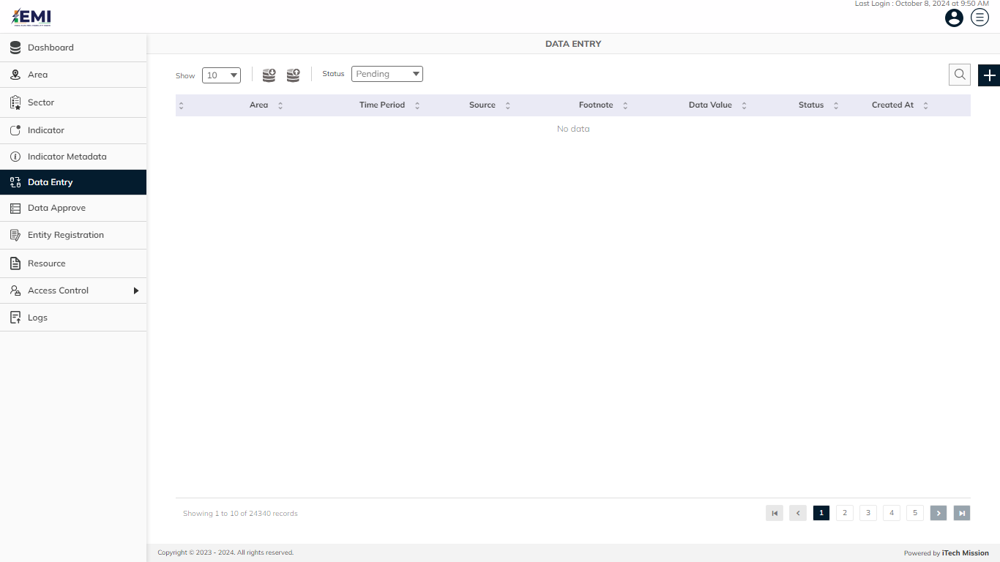 Last Login : October 8, 2024 at 9:50 AM
EMI
Dashboard
Area
Sector
Indicator
Indicator Metadata
Data Entry
Data Approve
Entity Registration
Resource
Access Control
Logs
DATA ENTRY
Show 10 Status Pending
Area Time Period Source Footnote Data Value Status Created At
No data
Showing 1 to 10 of 24340 records
1 2 3 4 5
Copyright © 2023 - 2024. All rights reserved.
Powered by iTech Mission